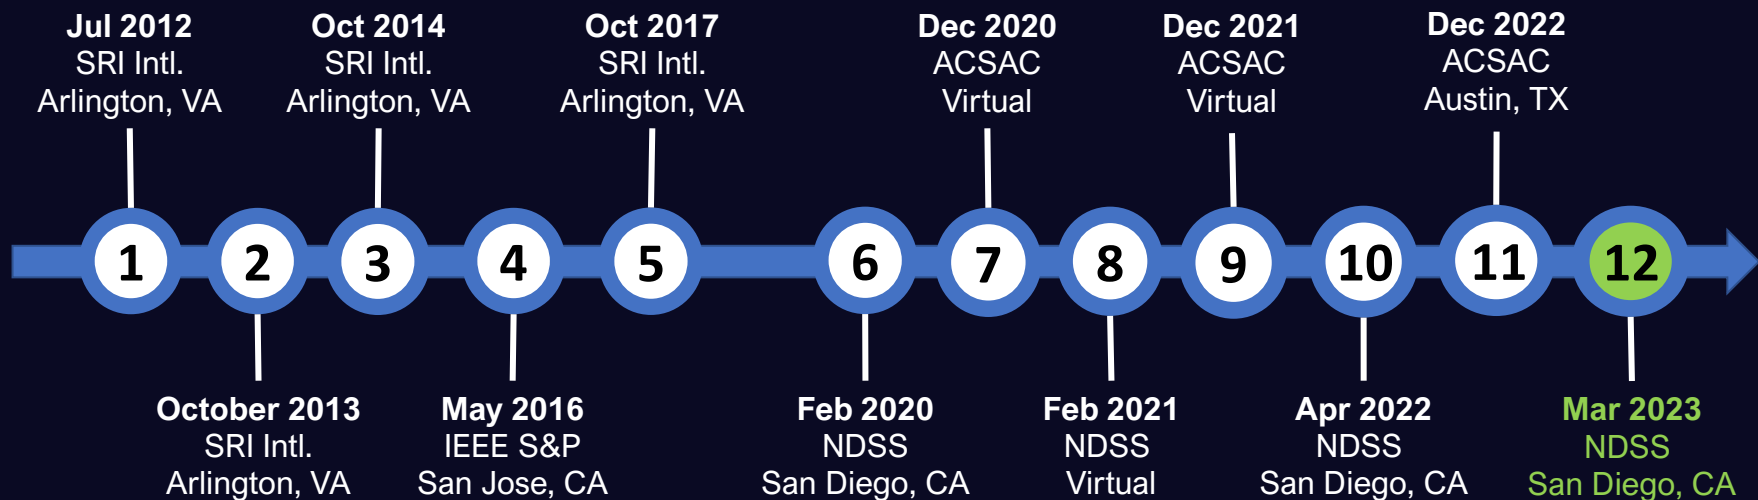 Jul 2012
SRI Intl.
Arlington, VA
Oct 2014
SRI Intl.
Arlington, VA
Oct 2017
SRI Intl.
Arlington, VA
Dec 2020
ACSAC
Virtual
Dec 2021
ACSAC
Virtual
Dec 2022
ACSAC
Austin, TX
1
2
3
4
5
6
7
8
9
10
11
12
October 2013
SRI Intl.
Arlington, VA
May 2016
IEEE S&P
San Jose, CA
Feb 2020
NDSS
San Diego, CA
Feb 2021
NDSS
Virtual
Apr 2022
NDSS
San Diego, CA
Mar 2023
NDSS
San Diego, CA